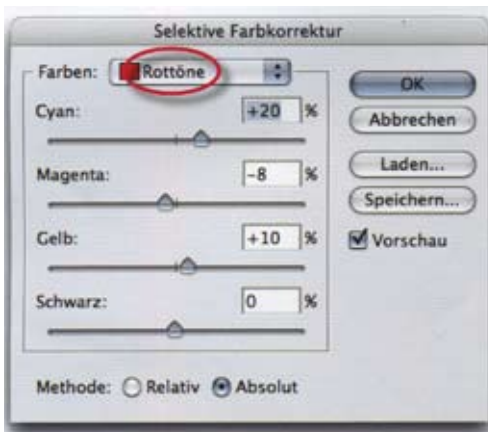 Selektive Farbkorrektur
Farben: Rottöne
Cyan: +20 %
Magenta: -8 %
Gelb: +10 %
Schwarz: 0 %
Methode: Relativ Absolut
OK
Abbrechen
Laden...
Speichern...
Vorschau